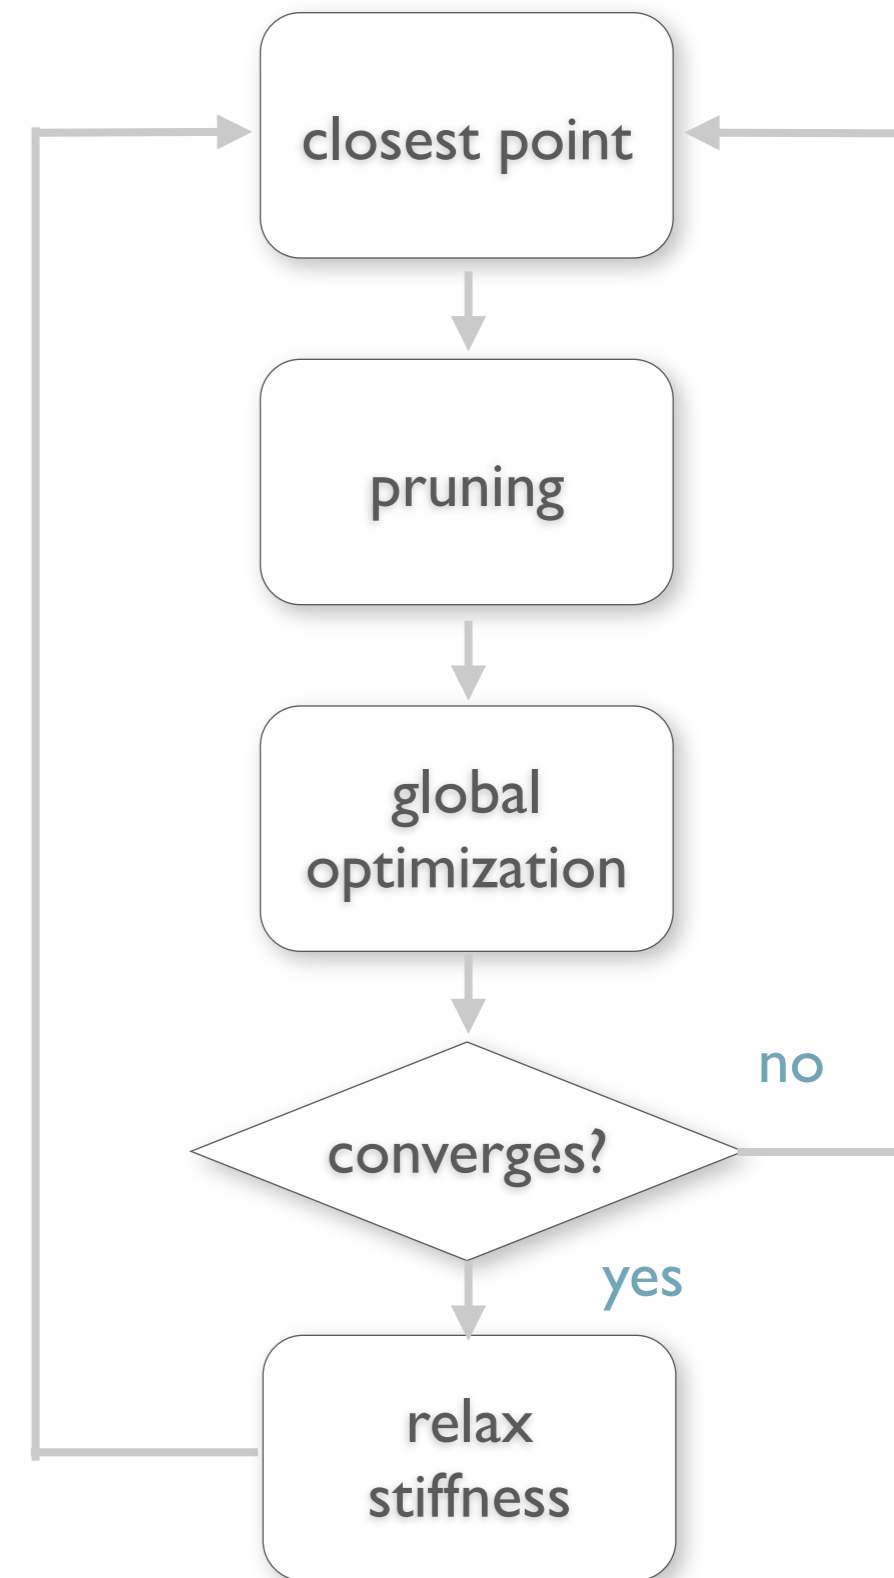 closest point
pruning
global
optimization
no
converges?
yes
relax
stiffness